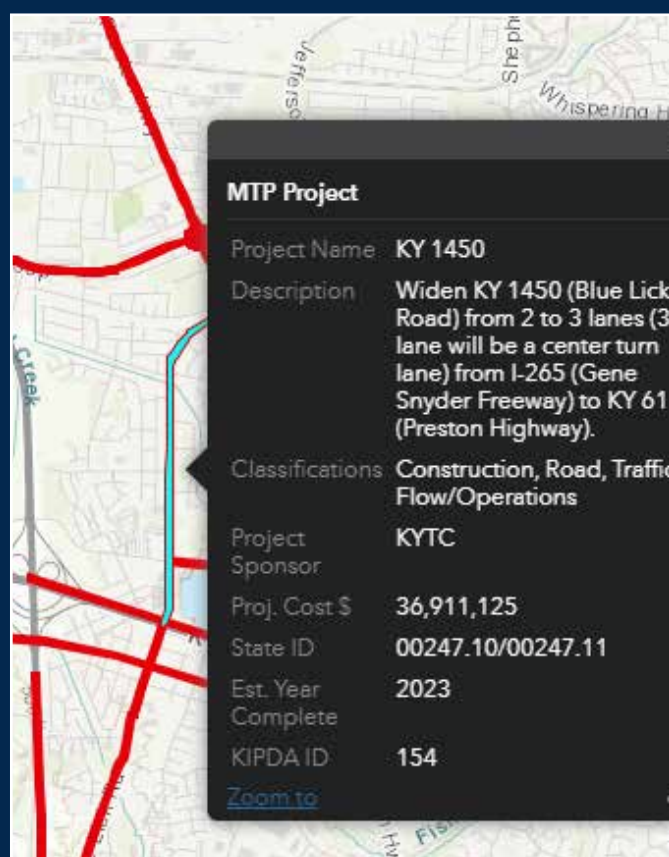 Jefferso
Sheph
Whispering H
MTP Project
Project Name KY 1450
Description Widen KY 1450 (Blue Lick
Road) from 2 to 3 lanes (3
lane will be a center turn
lane) from I-265 (Gene
Snyder Freeway) to KY 61
(Preston Highway).
Classifications Construction, Road, Traffic
Flow/Operations
Project
Sponsor KYTC
Proj. Cost $ 36,911,125
State ID 00247.10/00247.11
Est. Year
Complete 2023
KIPDA ID 154
Zoom to
Creek